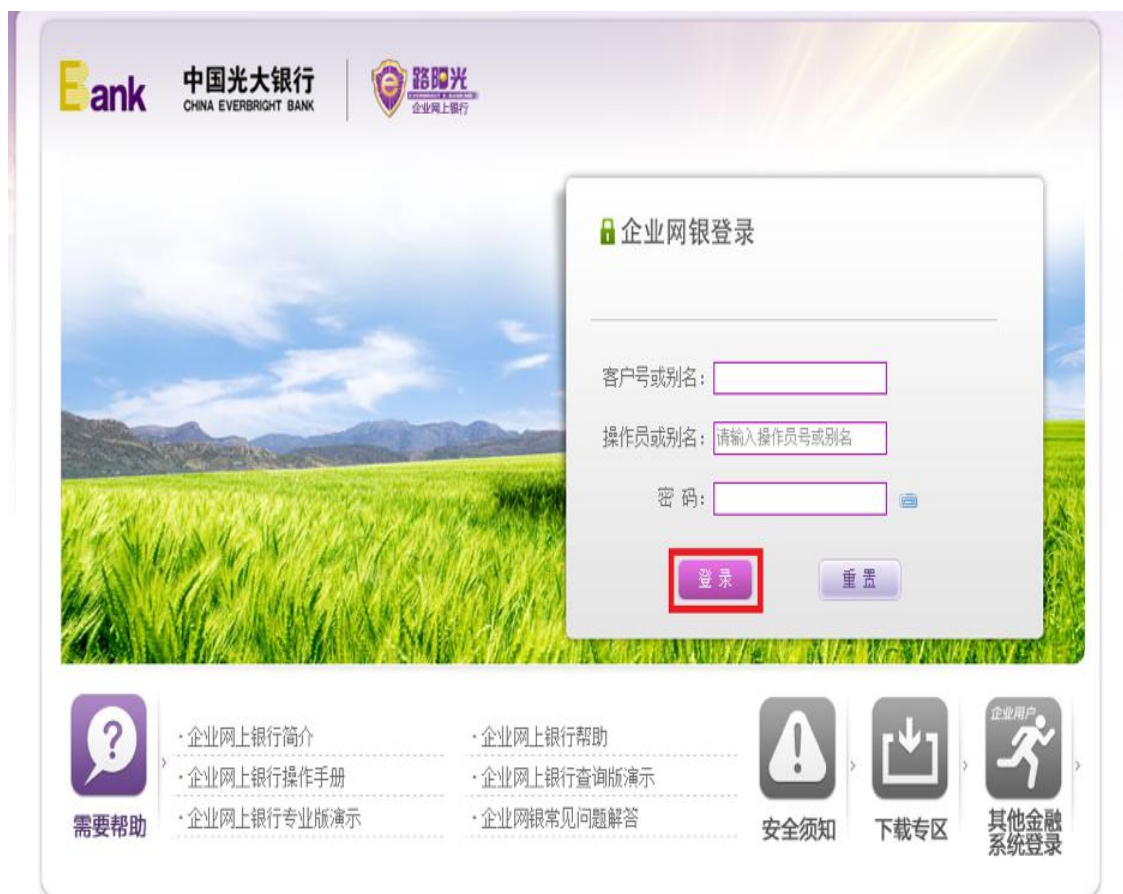 Bank
中国光大银行
CHINA EVERBRIGHT BANK
e路阳光
企业网上银行
企业网银登录
客户号或别名：
操作员或别名： 请输入操作员号或别名
密 码：
登 录
重 置
·企业网上银行简介
·企业网上银行帮助
·企业网上银行操作手册
·企业网上银行查询版演示
·企业网上银行专业版演示
·企业网银常见问题解答
需要帮助
安全须知
下载专区
企业用户
其他金融
系统登录